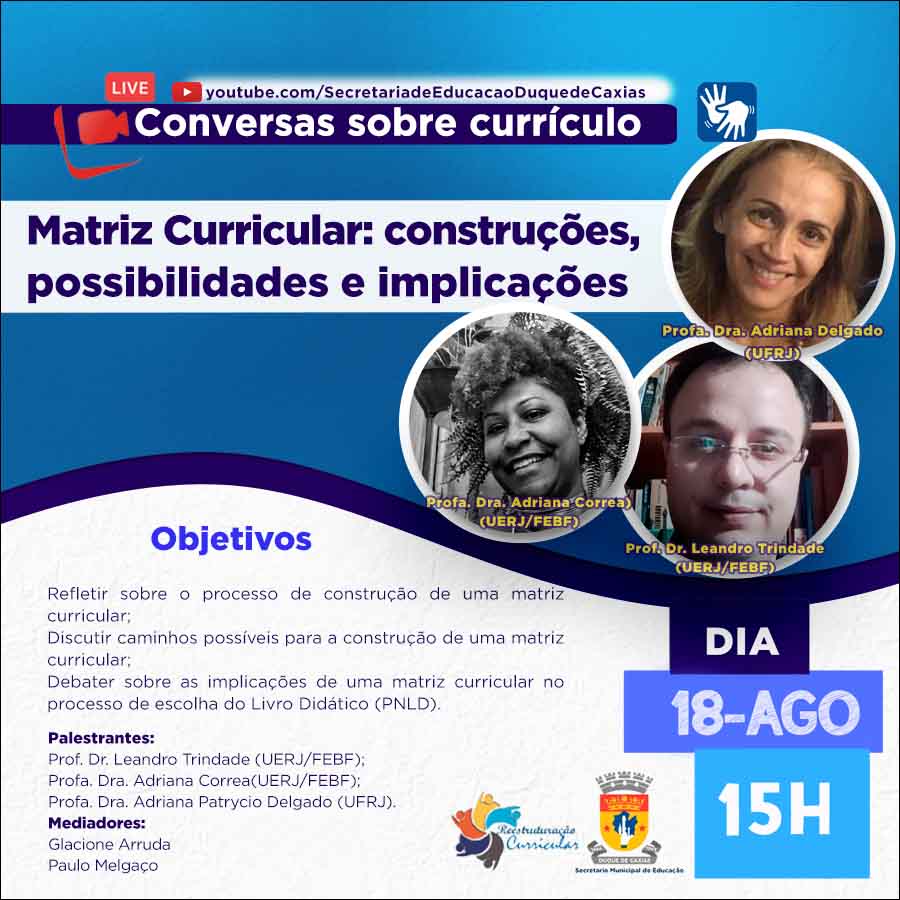 LIVE
youtube.com/SecretariadeEducacaoDuquedeCaxias
Conversas sobre currículo
Matriz Curricular: construções,
possibilidades e implicações
Profa. Dra. Adriana Delgado
(UFRJ)
Profa. Dra. Adriana Correa)
(UERJ/FEBF)
Prof. Dr. Leandro Trindade
(UERJ/FEBF)
Objetivos
Refletir sobre o processo de construção de uma matriz
curricular;
Discutir caminhos possíveis para a construção de uma matriz
curricular;
Debater sobre as implicações de uma matriz curricular no
processo de escolha do Livro Didático (PNLD).
Palestrantes:
Prof. Dr. Leandro Trindade (UERJ/FEBF);
Profa. Dra. Adriana Correa(UERJ/FEBF);
Profa. Dra. Adriana Patrycio Delgado (UFRJ).
Mediadores:
Glacione Arruda
Paulo Melgaço
DIA
18-AGO
15H
Reestruturação
Curricular
DUQUE DE CAXIAS
Secretaria Municipal de Educação